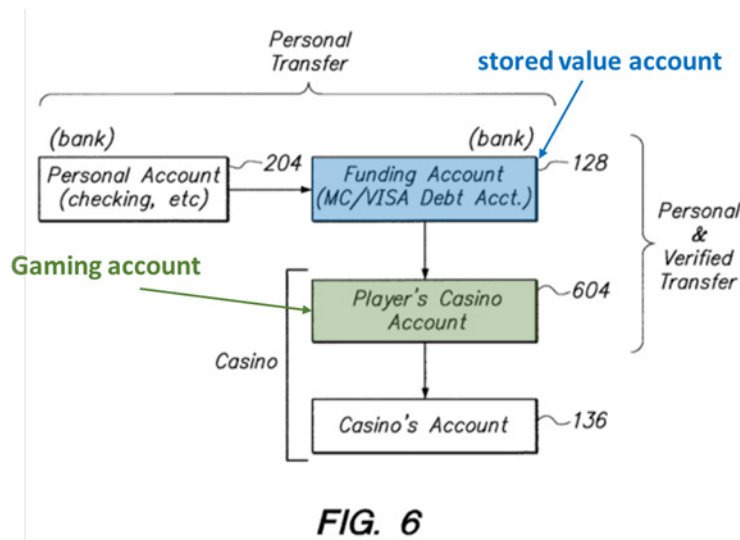 Personal
Transfer
stored value account
(bank)
(bank)
204
128
Personal Account
(checking, etc)
Funding Account
(MC/VISA Debt Acct.)
Personal
&
Verified
Transfer
Gaming account
604
Player's Casino
Account
Casino
136
Casino's Account
FIG. 6